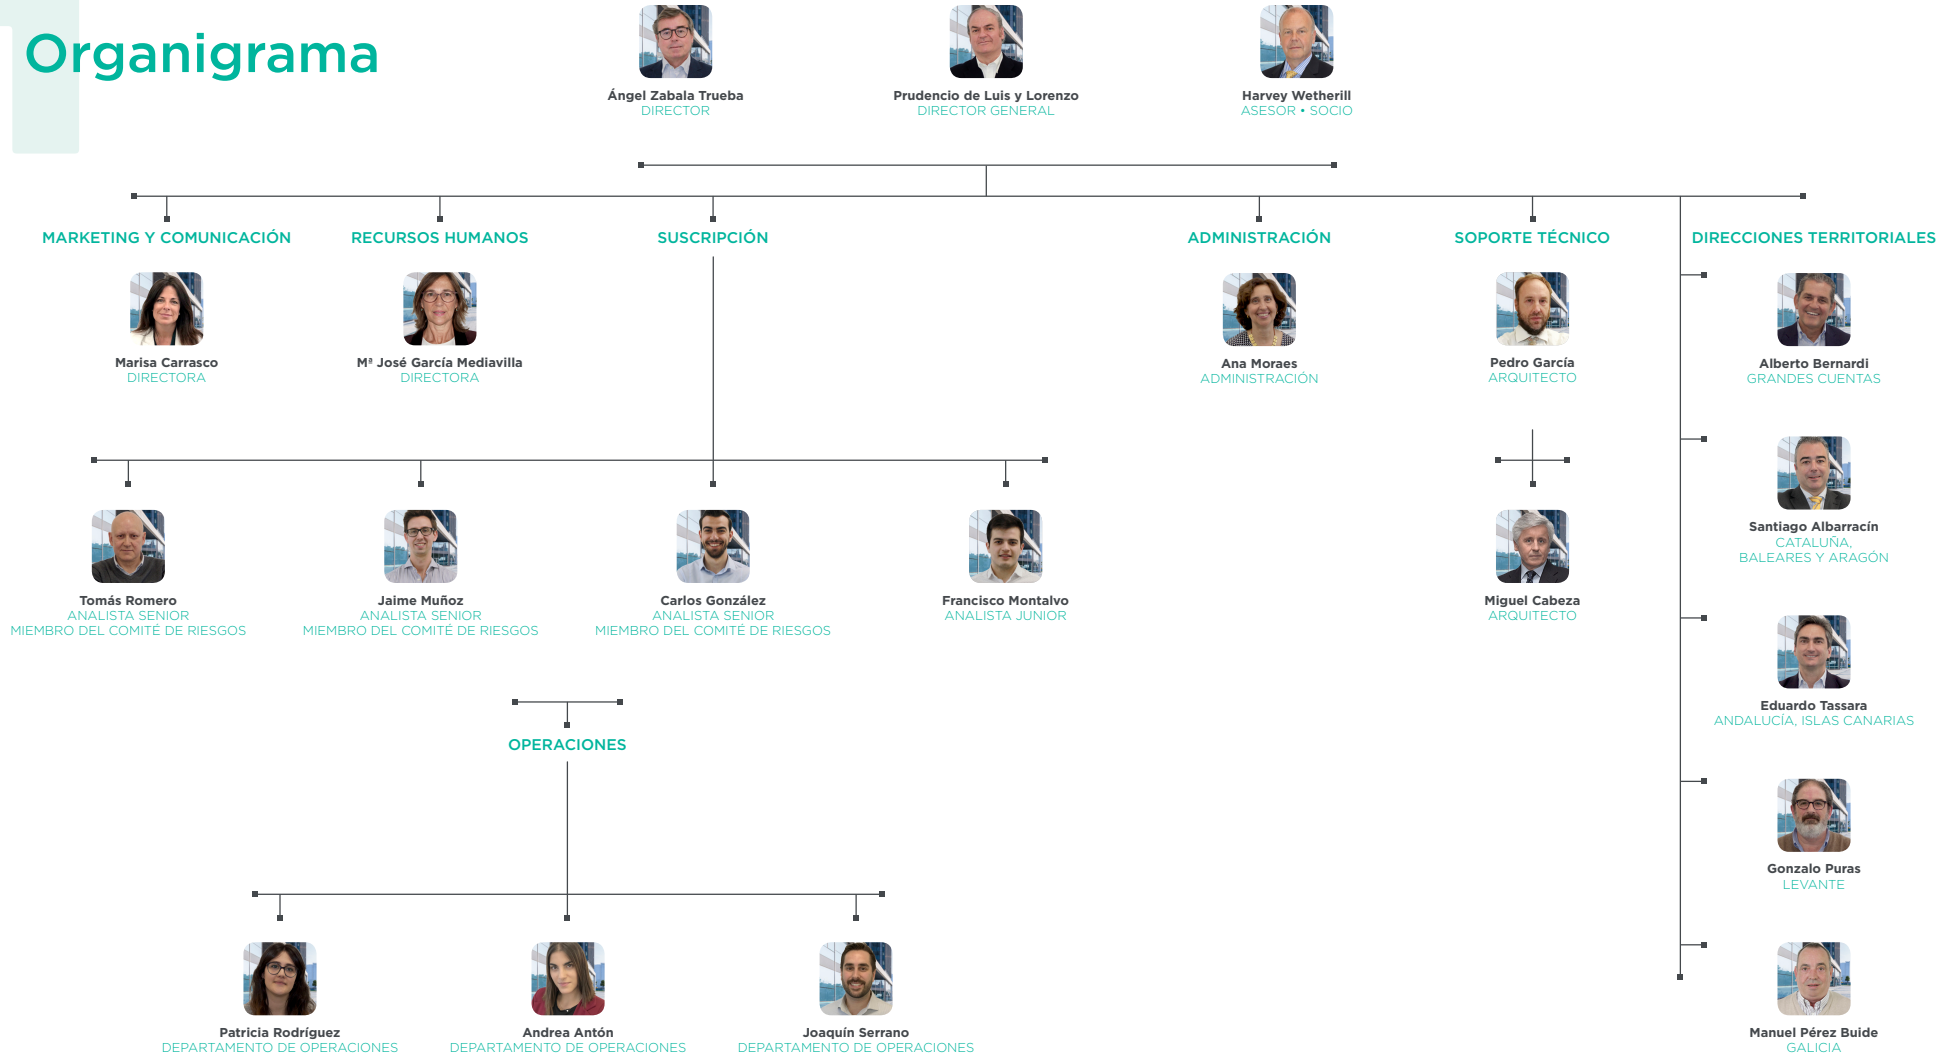 Organigrama
Ángel Zabala Trueba
DIRECTOR
Prudencio de Luis y Lorenzo
DIRECTOR GENERAL
Harvey Wetherill
ASESOR • SOCIO
MARKETING Y COMUNICACIÓN
Marisa Carrasco
DIRECTORA
RECURSOS HUMANOS
Mª José García Mediavilla
DIRECTORA
SUSCRIPCIÓN
ADMINISTRACIÓN
Ana Moraes
ADMINISTRACIÓN
SOPORTE TÉCNICO
Pedro García
ARQUITECTO
Miguel Cabeza
ARQUITECTO
DIRECCIONES TERRITORIALES
Alberto Bernardi
GRANDES CUENTAS
Santiago Albarracín
CATALUÑA,
BALEARES Y ARAGÓN
Eduardo Tassara
ANDALUCÍA, ISLAS CANARIAS
Gonzalo Puras
LEVANTE
Manuel Pérez Buide
GALICIA
Tomás Romero
ANALISTA SENIOR
MIEMBRO DEL COMITÉ DE RIESGOS
Jaime Muñoz
ANALISTA SENIOR
MIEMBRO DEL COMITÉ DE RIESGOS
Carlos González
ANALISTA SENIOR
MIEMBRO DEL COMITÉ DE RIESGOS
Francisco Montalvo
ANALISTA JUNIOR
OPERACIONES
Patricia Rodríguez
DEPARTAMENTO DE OPERACIONES
Andrea Antón
DEPARTAMENTO DE OPERACIONES
Joaquín Serrano
DEPARTAMENTO DE OPERACIONES